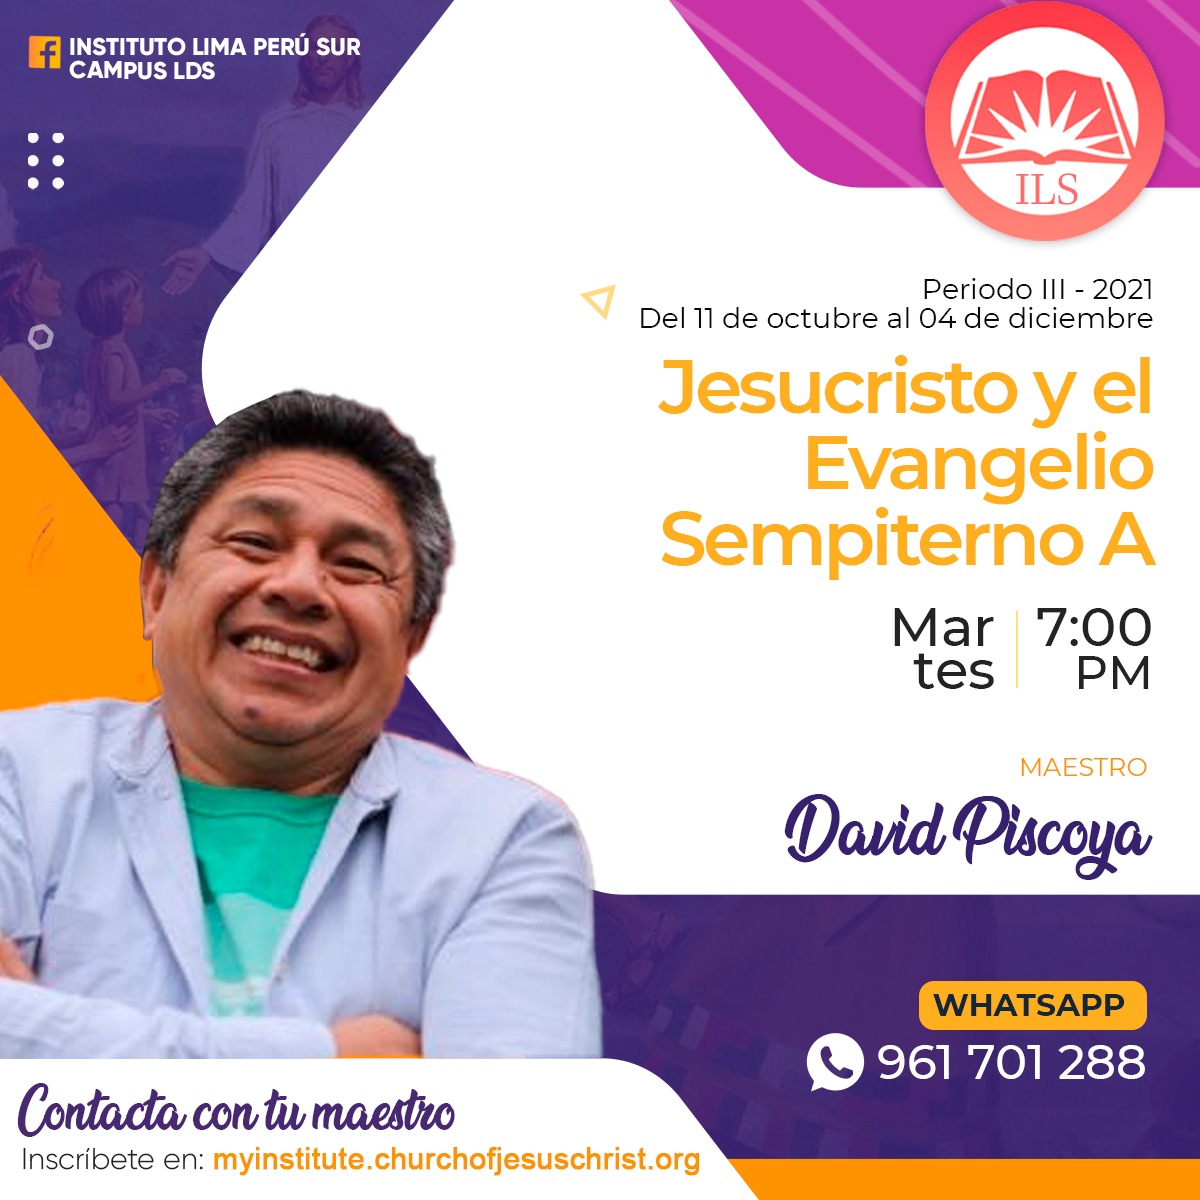 INSTITUTO LIMA PERÚ SUR
CAMPUS LDS
ILS
Periodo III - 2021
Del 11 de octubre al 04 de diciembre
Jesucristo y el
Evangelio
Sempiterno A
Mar
tes
7:00
PM
MAESTRO
David Piscoya
WHATSAPP
961 701 288
Contacta con tu maestro
Inscríbete en: myinstitute.churchofjesuschrist.org